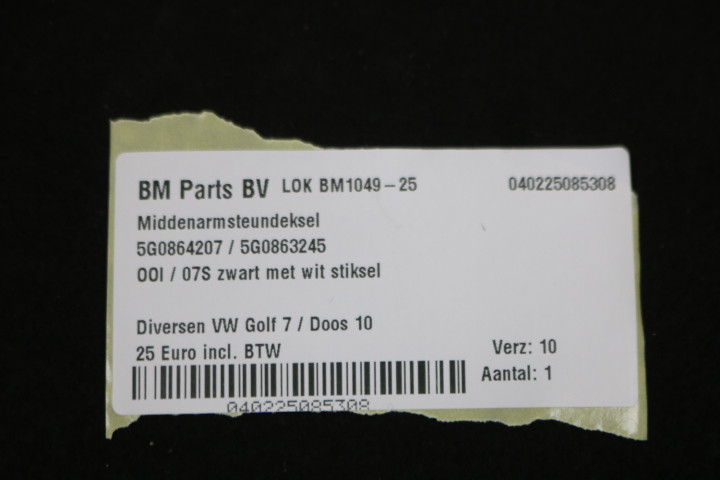 BM Parts BV LOK BM1049-25 040225085308
Middenarmsteundeksel
5G0864207 / 5G0863245
OOI / 07S zwart met wit stiksel
Diversen VW Golf 7 / Doos 10
25 Euro incl. BTW Verz: 10
Aantal: 1
040225085308